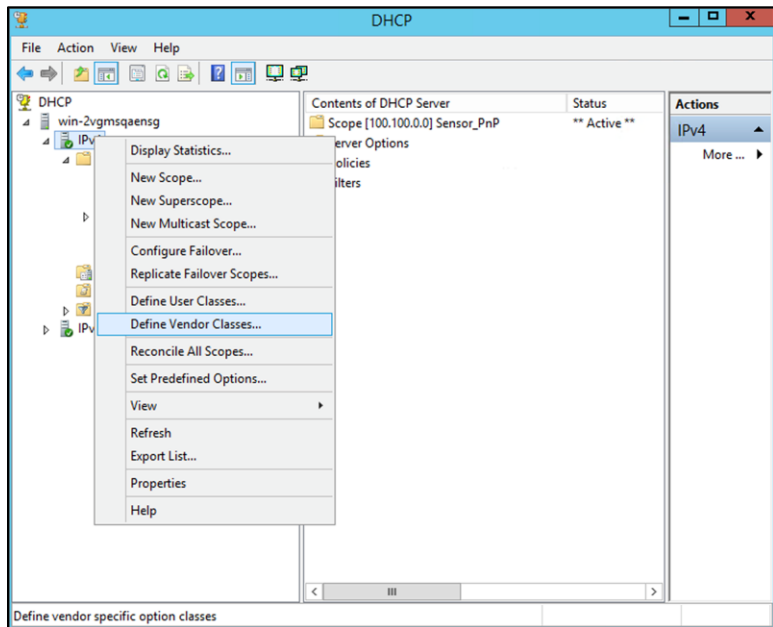 DHCP
File Action View Help
DHCP
win-2vgmsqaensg
IPv
IPv
Display Statistics...
New Scope...
New Superscope...
New Multicast Scope...
Configure Failover...
Replicate Failover Scopes...
Define User Classes...
Define Vendor Classes...
Reconcile All Scopes...
Set Predefined Options...
View
Refresh
Export List...
Properties
Help
Contents of DHCP Server Status
Scope [100.100.0.0] Sensor_PnP ** Active **
erver Options
olicies
ilters
Actions
IPv4
More ...
Define vendor specific option classes